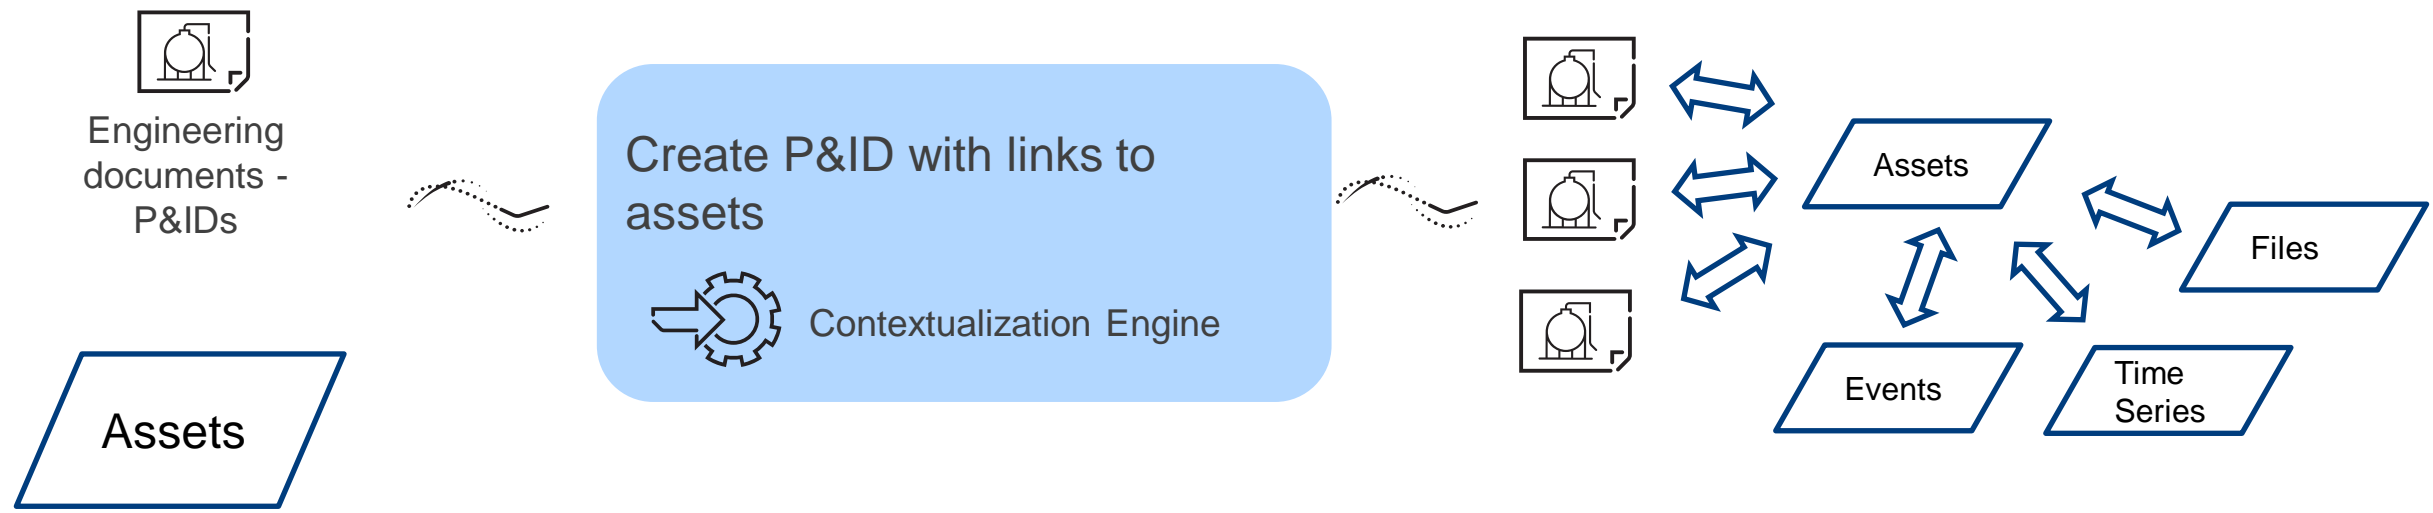 Engineering
documents -
P&IDs
Assets
Create P&ID with links to
assets
Contextualization Engine
Assets
Files
Events
Time
Series